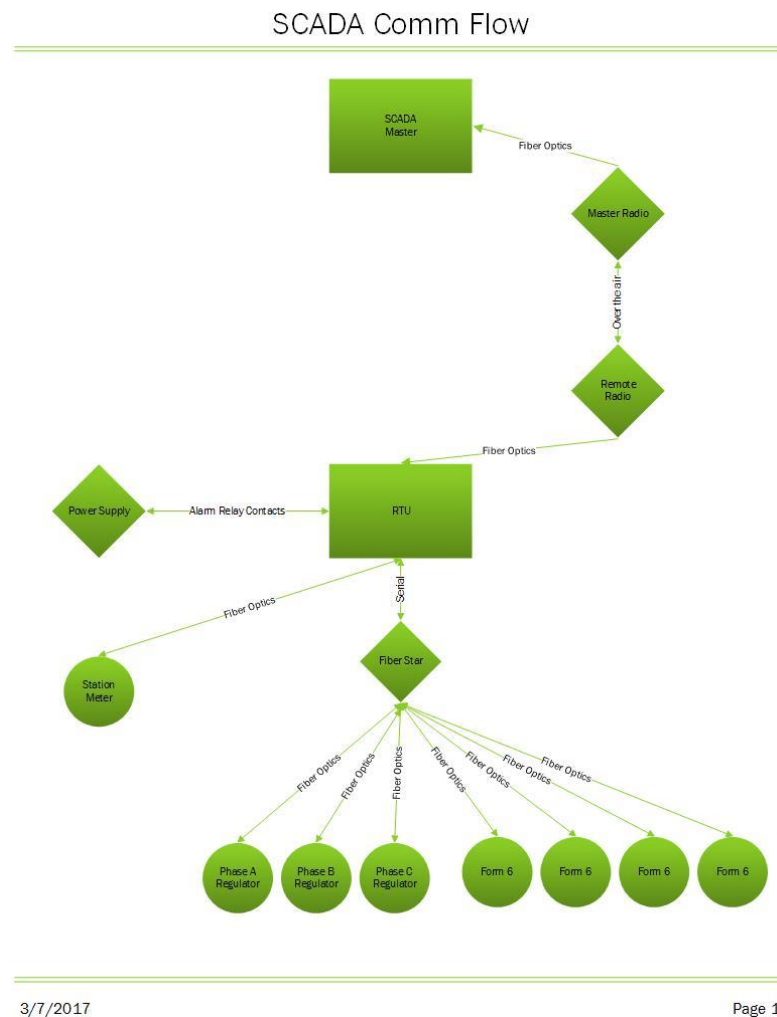 SCADA Comm Flow
SCADA
Master
Fiber Optics
Master Radio
Over the air
Remote
Radio
Fiber Optics
Power Supply
Alarm Relay Contacts
RTU
Fiber Optics
Serial
Station
Meter
Fiber Star
Fiber Optics
Fiber Optics
Fiber Optics
Fiber Optics
Fiber Optics
Fiber Optics
Fiber Optics
Phase A
Regulator
Phase B
Regulator
Phase C
Regulator
Form 6
Form 6
Form 6
Form 6
3/7/2017
Page 1